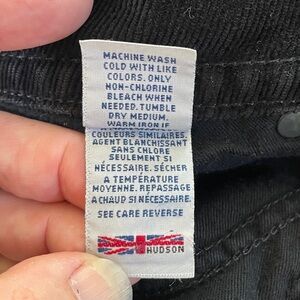 MACHINE WASH
COLD WITH LIKE
COLORS. ONLY
NON-CHLORINE
BLEACH WHEN
NEEDED. TUMBLE
DRY MEDIUM.
WARM IRON IF
COULEURS SIMILAIRES.
AGENT BLANCHISSANT
SANS CHLORE
SEULEMENT SI
NÉCESSAIRE. SÉCHER
A TEMPÉRATURE
MOYENNE. REPASSAGE
A CHAUD SI NÉCESSAIRE.
SEE CARE REVERSE
HUDSON